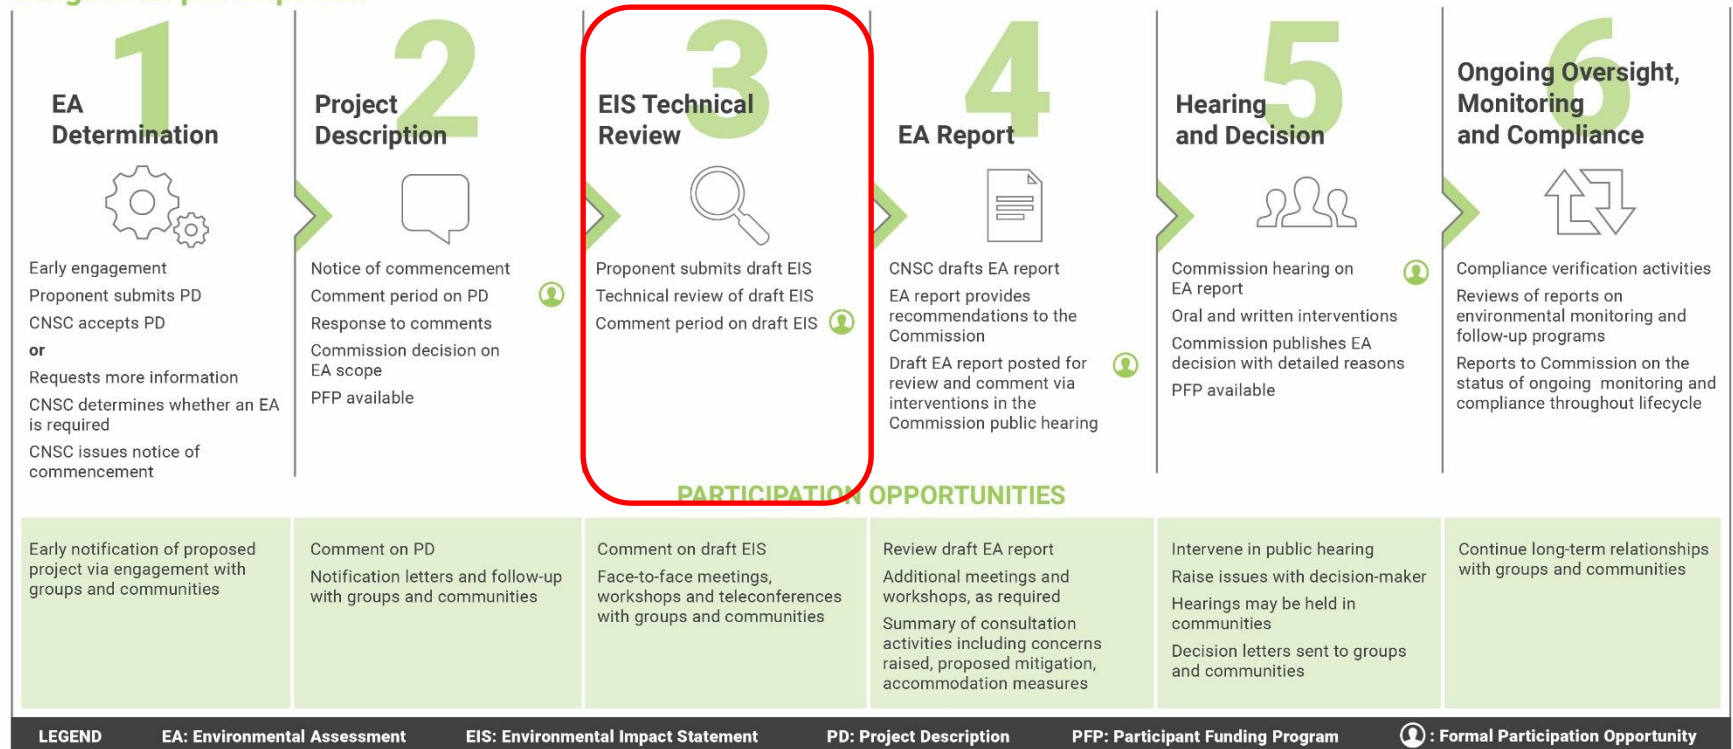 1
EA
Determination
Early engagement
Proponent submits PD
CNSC accepts PD
or
Requests more information
CNSC determines whether an EA
is required
CNSC issues notice of
commencement
2
Project
Description
Notice of commencement
Comment period on PD
Response to comments
Commission decision on
EA scope
PFP available
3
EIS Technical
Review
Proponent submits draft EIS
Technical review of draft EIS
Comment period on draft EIS
4
EA Report
CNSC drafts EA report
EA report provides
recommendations to the
Commission
Draft EA report posted for
review and comment via
interventions in the
Commission public hearing
5
Hearing
and Decision
Commission hearing on
EA report
Oral and written interventions
Commission publishes EA
decision with detailed reasons
PFP available
6
Ongoing Oversight,
Monitoring
and Compliance
Compliance verification activities
Reviews of reports on
environmental monitoring and
follow-up programs
Reports to Commission on the
status of ongoing monitoring and
compliance throughout lifecycle
PARTICIPATION OPPORTUNITIES
Early notification of proposed
project via engagement with
groups and communities
Comment on PD
Notification letters and follow-up
with groups and communities
Comment on draft EIS
Face-to-face meetings,
workshops and teleconferences
with groups and communities
Review draft EA report
Additional meetings and
workshops, as required
Summary of consultation
activities including concerns
raised, proposed mitigation,
accommodation measures
Intervene in public hearing
Raise issues with decision-maker
Hearings may be held in
communities
Decision letters sent to groups
and communities
Continue long-term relationships
with groups and communities
LEGEND EA: Environmental Assessment EIS: Environmental Impact Statement PD: Project Description PFP: Participant Funding Program : Formal Participation Opportunity